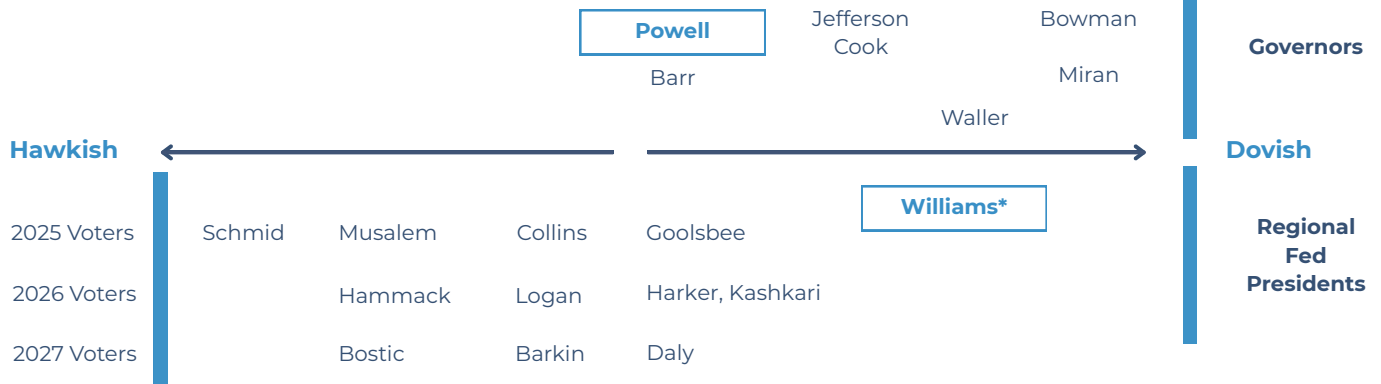 Powell
Jefferson
Cook
Bowman
Governors
Barr
Miran
Waller
Hawkish
Dovish
Williams*
2025 Voters
Schmid
Musalem
Collins
Goolsbee
Regional
Fed
Presidents
2026 Voters
Hammack
Logan
Harker, Kashkari
2027 Voters
Bostic
Barkin
Daly